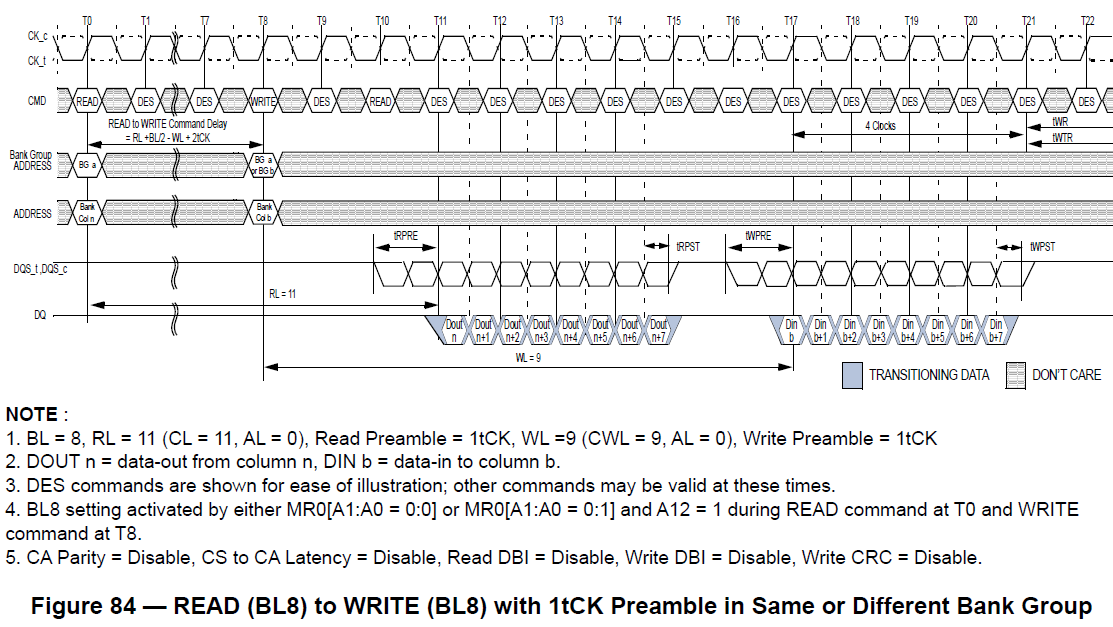 T0 T1 T7 T8 T9 T10 T11 T12 T13 T14 T15 T16 T17 T18 T19 T20 T21 T22
CK_c
CK_t
CMD READ DES DES WRITE DES READ DES DES DES DES DES DES DES DES DES DES DES DES
READ to WRITE Command Delay
= RL +BL/2 - WL + 2tCK
4 Clocks
tWR
tWTR
Bank Group
ADDRESS
BG a
BG a
or BG b
ADDRESS
Bank
Col n
Bank
Col b
tRPRE
tRPST
tWPRE
tWPST
DQS_t,DQS_c
RL = 11
DQ
Dout Dout Dout Dout Dout Dout Dout Dout
n n+1 n+2 n+3 n+4 n+5 n+6 n+7
Din Din Din Din Din Din Din Din
b b+1 b+2 b+3 b+4 b+5 b+6 b+7
WL = 9
TRANSITIONING DATA
DON'T CARE
NOTE :
1. BL = 8, RL = 11 (CL = 11, AL = 0), Read Preamble = 1tCK, WL =9 (CWL = 9, AL = 0), Write Preamble = 1tCK
2. DOUT n = data-out from column n, DIN b = data-in to column b.
3. DES commands are shown for ease of illustration; other commands may be valid at these times.
4. BL8 setting activated by either MR0[A1:A0 = 0:0] or MR0[A1:A0 = 0:1] and A12 = 1 during READ command at T0 and WRITE
command at T8.
5. CA Parity = Disable, CS to CA Latency = Disable, Read DBI = Disable, Write DBI = Disable, Write CRC = Disable.
Figure 84 — READ (BL8) to WRITE (BL8) with 1tCK Preamble in Same or Different Bank Group